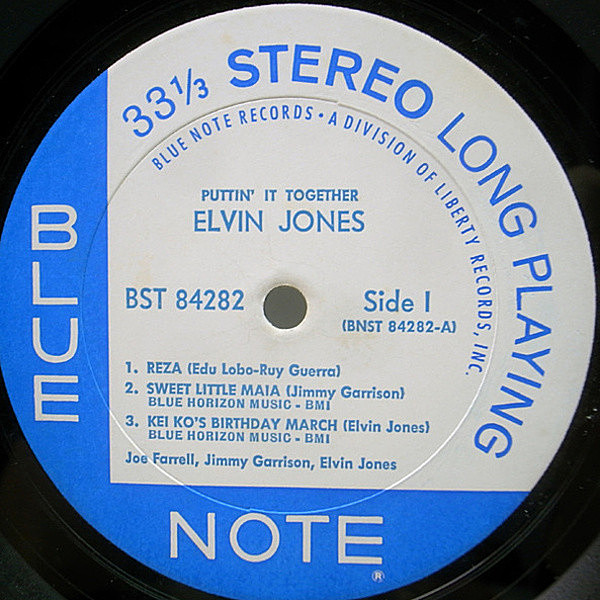 33 1/3 STEREO LONG PLAYING
BLUE NOTE RECORDS • A DIVISION OF LIBERTY RECORDS, INC.
PUTTIN' IT TOGETHER
ELVIN JONES
BST 84282
Side I
(BNST 84282-A)
1. REZA (Edu Lobo-Ruy Guerra)
2. SWEET LITTLE MAIA (Jimmy Garrison)
BLUE HORIZON MUSIC - BMI
3. KEI KO'S BIRTHDAY MARCH (Elvin Jones)
BLUE HORIZON MUSIC - BMI
Joe Farrell, Jimmy Garrison, Elvin Jones
BLUE
NOTE ®